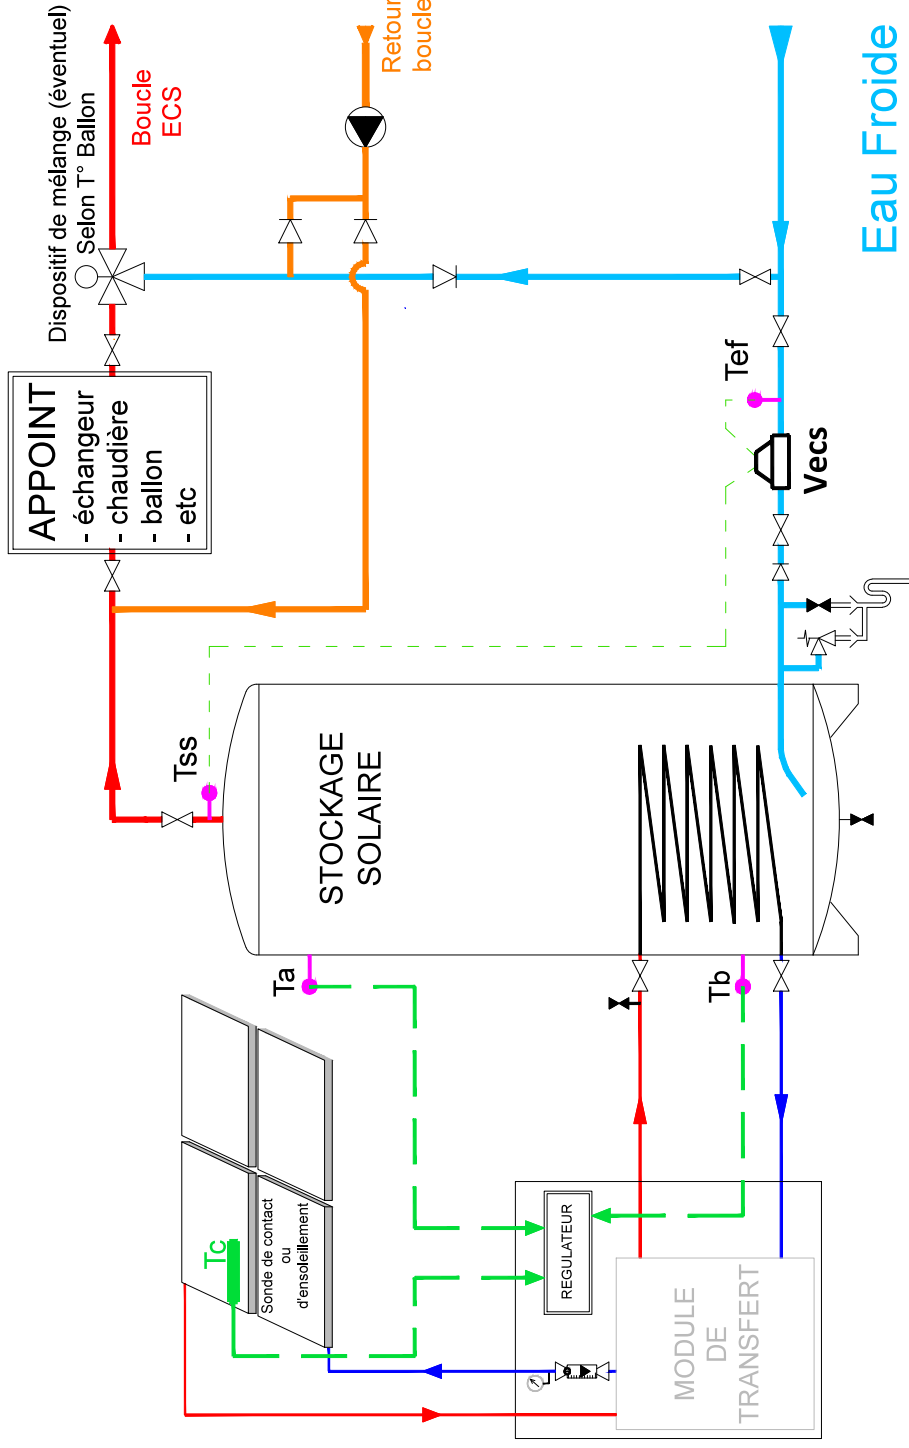 Dispositif de mélange (éventuel)
Selon T° Ballon
Boucle
ECS
Retour
boucle
APPOINT
- échangeur
- chaudière
- ballon
- etc
Tss
Tef
Vecs
Eau Froide
STOCKAGE
SOLAIRE
Ta
Tb
Tc
Sonde de contact
ou
d'ensoleillement
REGULATEUR
MODULE
DE
TRANSFERT